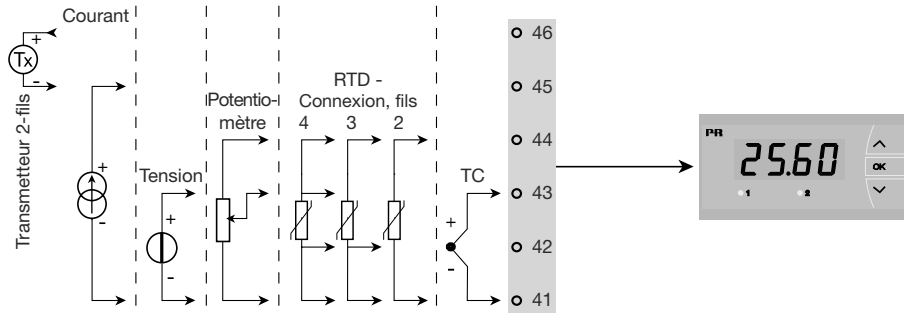 Courant
+
Tx
-
Transmetteur 2-fils
+
-
Tension
+
-
Potentio-
mètre
RTD -
Connexion, fils
4 3 2
TC
+
-
46
45
44
43
42
41
PR
25.60
OK
1 2